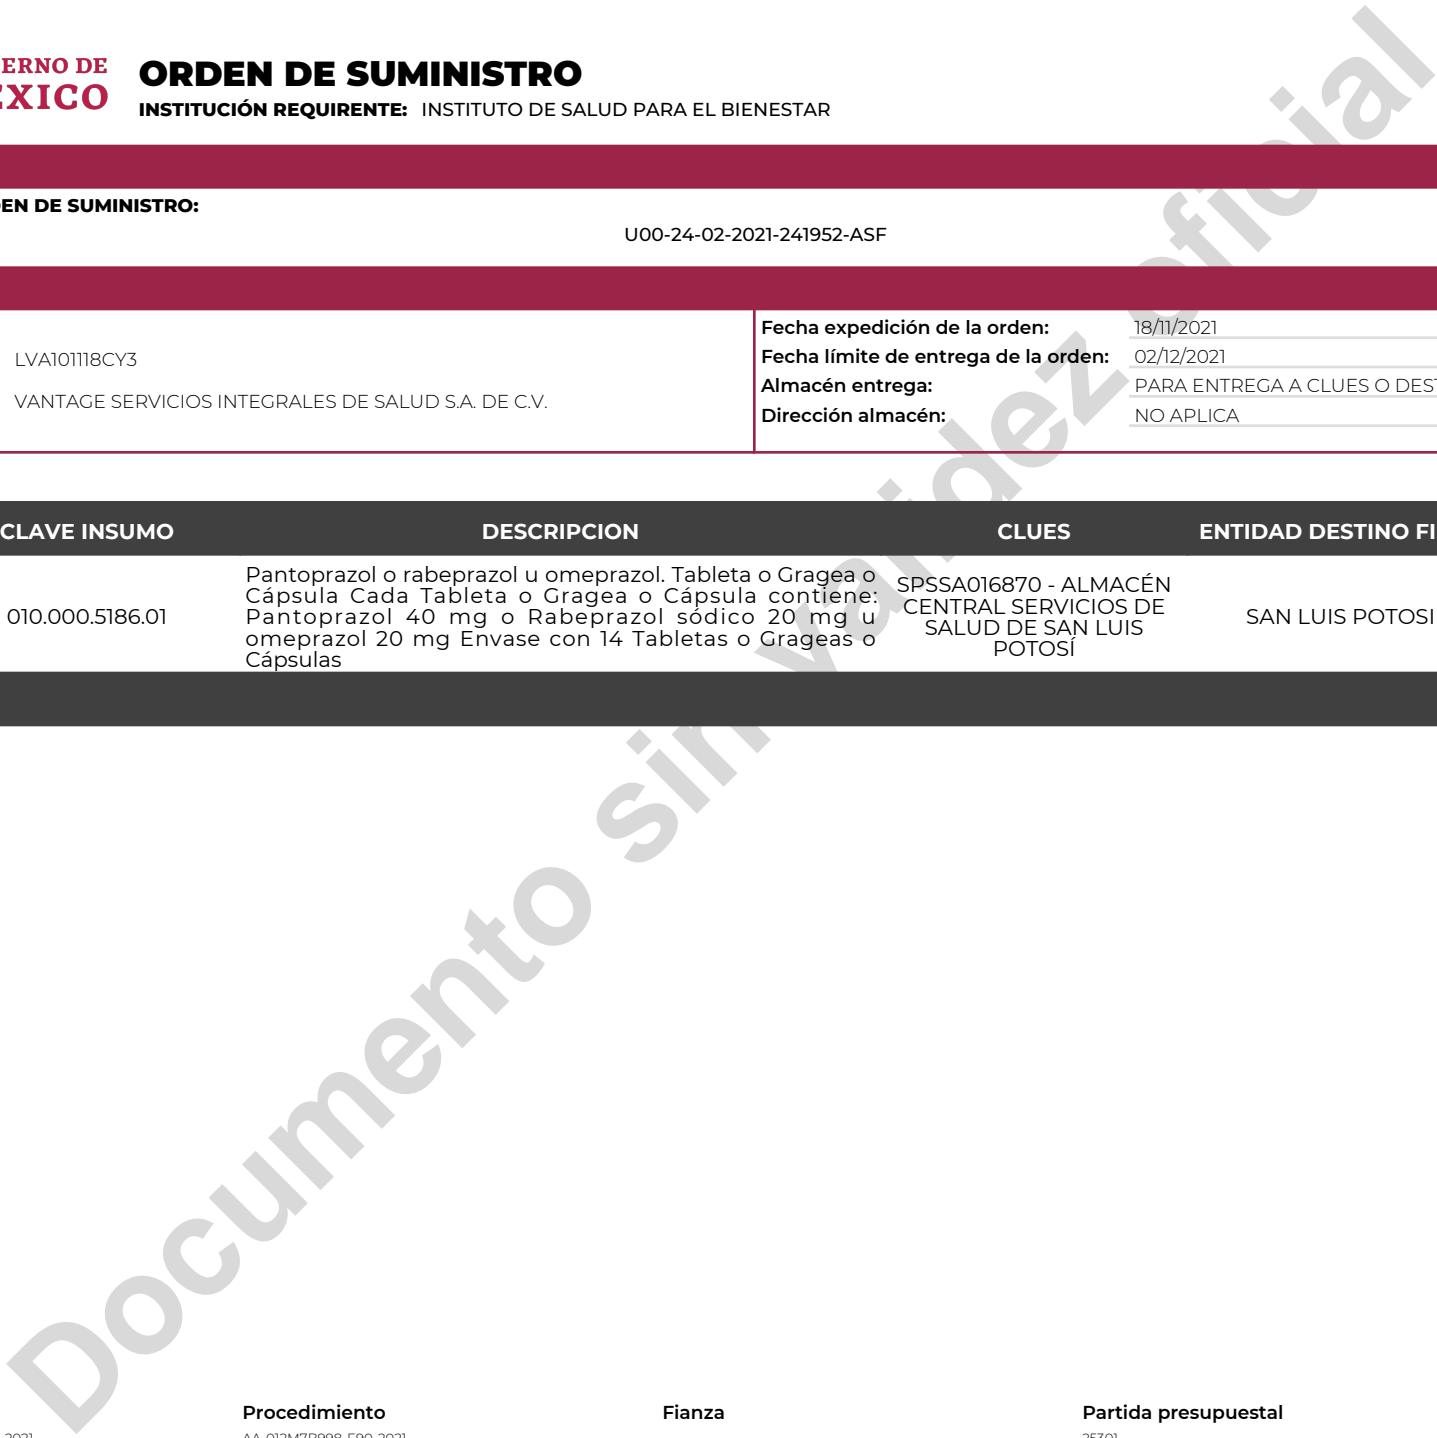 ERNO DE
ORDEN DE SUMINISTRO
EXICO
INSTITUCIÓN REQUIRENTE: INSTITUTO DE SALUD PARA EL BIENESTAR
EN DE SUMINISTRO:
U00-24-02-2021-241952-ASF
LVA101118CY3
VANTAGE SERVICIOS INTEGRALES DE SALUD S.A. DE C.V.
Fecha expedición de la orden: 18/11/2021
Fecha límite de entrega de la orden: 02/12/2021
Almacén entrega: PARA ENTREGA A CLUES O DEST
Dirección almacén: NO APLICA
CLAVE INSUMO DESCRIPCION CLUES ENTIDAD DESTINO FI
010.000.5186.01
Pantoprazol o rabeprazol u omeprazol. Tableta o Gragea o
Cápsula Cada Tableta o Gragea o Cápsula contiene:
Pantoprazol 40 mg o Rabeprazol sódico 20 mg u
omeprazol 20 mg Envase con 14 Tabletas o Grageas o
Cápsulas
SPSSA016870 - ALMACÉN
CENTRAL SERVICIOS DE
SALUD DE SAN LUIS
POTOSÍ
SAN LUIS POTOSI
Documento sin validez oficial
Procedimiento Fianza Partida presupuestal